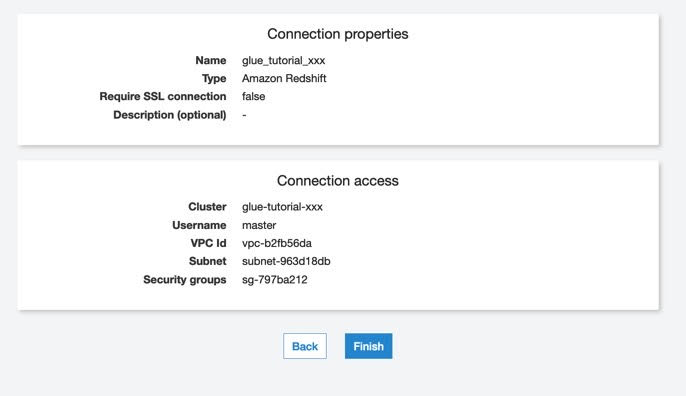 Connection properties
Name glue_tutorial_xxx
Type Amazon Redshift
Require SSL connection false
Description (optional) -
Connection access
Cluster glue-tutorial-xxx
Username master
VPC Id vpc-b2fb56da
Subnet subnet-963d18db
Security groups sg-797ba212
Back Finish